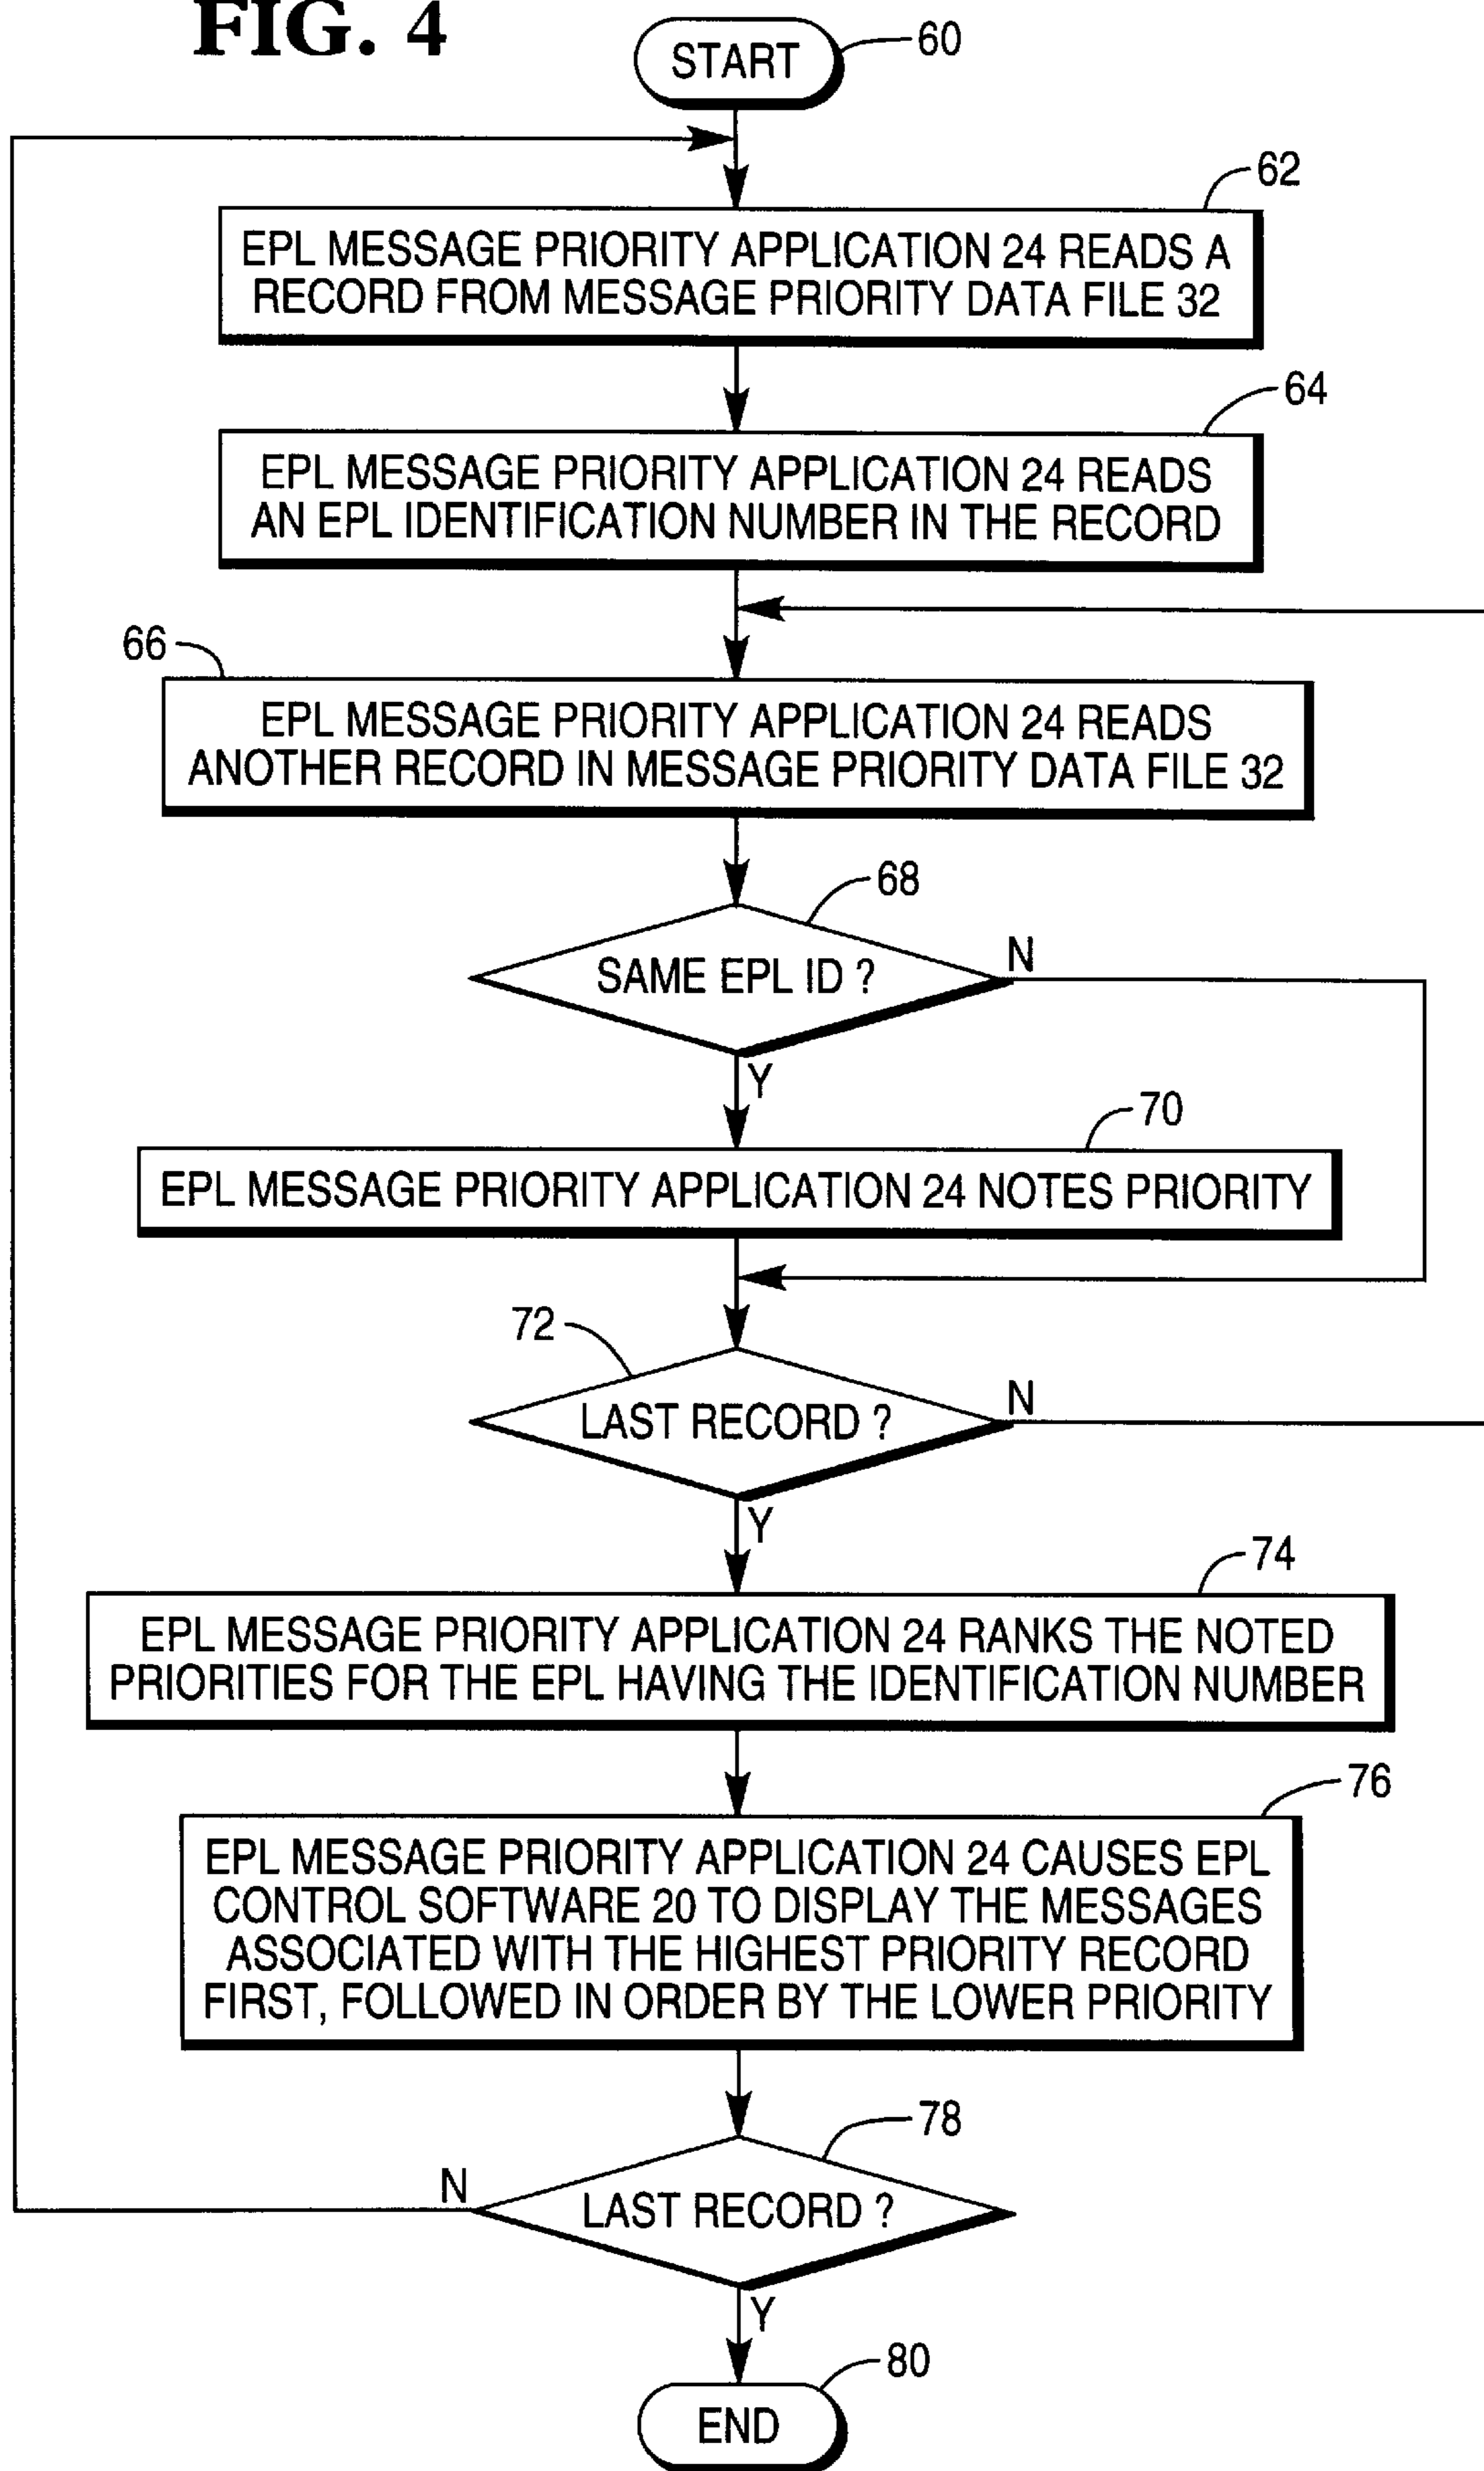 FIG. 4
START
60
62
EPL MESSAGE PRIORITY APPLICATION 24 READS A
RECORD FROM MESSAGE PRIORITY DATA FILE 32
64
EPL MESSAGE PRIORITY APPLICATION 24 READS
AN EPL IDENTIFICATION NUMBER IN THE RECORD
66
EPL MESSAGE PRIORITY APPLICATION 24 READS
ANOTHER RECORD IN MESSAGE PRIORITY DATA FILE 32
68
SAME EPL ID ?
N
Y
70
EPL MESSAGE PRIORITY APPLICATION 24 NOTES PRIORITY
72
LAST RECORD ?
N
Y
74
EPL MESSAGE PRIORITY APPLICATION 24 RANKS THE NOTED
PRIORITIES FOR THE EPL HAVING THE IDENTIFICATION NUMBER
76
EPL MESSAGE PRIORITY APPLICATION 24 CAUSES EPL
CONTROL SOFTWARE 20 TO DISPLAY THE MESSAGES
ASSOCIATED WITH THE HIGHEST PRIORITY RECORD
FIRST, FOLLOWED IN ORDER BY THE LOWER PRIORITY
78
N
LAST RECORD ?
Y
80
END